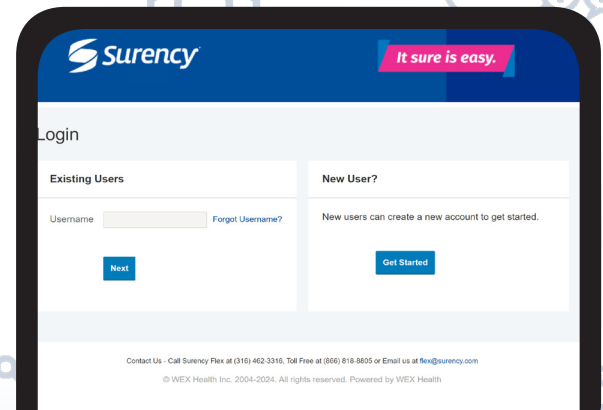 Surency
It sure is easy.
Login
Existing Users
New User?
Username
Forgot Username?
New users can create a new account to get started.
Next
Get Started
Contact Us - Call Surency Flex at (316) 462-3316, Toll Free at (866) 818-8805 or Email us at flex@surency.com
© WEX Health Inc. 2004-2024. All rights reserved. Powered by WEX Health